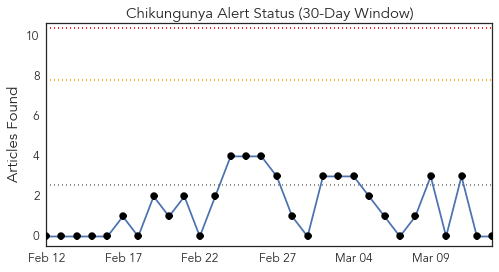 Chikungunya Alert Status (30-Day Window)
Articles Found
10
8
6
4
2
0
Feb 12
Feb 17
Feb 22
Feb 27
Mar 04
Mar 09